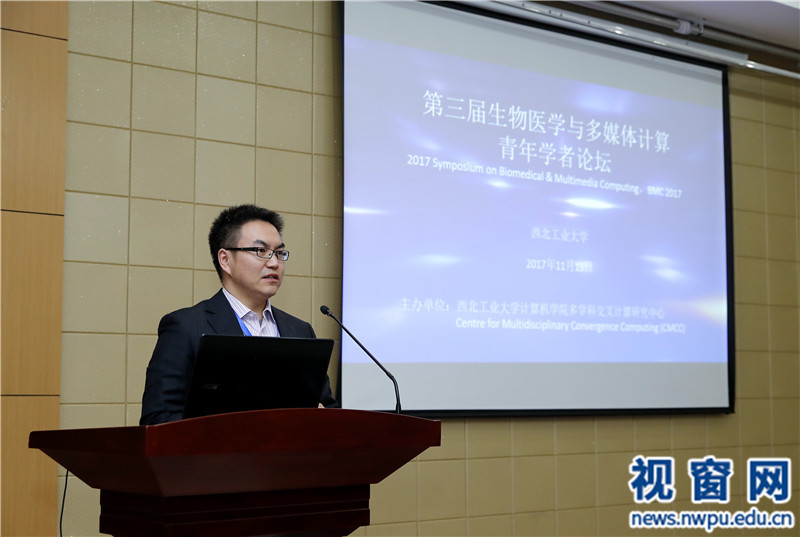 第三届生物医学与多媒体计算
青年学者论坛
2017 Symposium on Biomedical & Multimedia Computing，BMC 2017
西北工业大学
2017年11月19日
主办单位：西北工业大学计算机学院多学科交叉计算研究中心
Centre for Multidisciplinary Convergence Computing (CMCC)
视窗网
news.nwpu.edu.cn